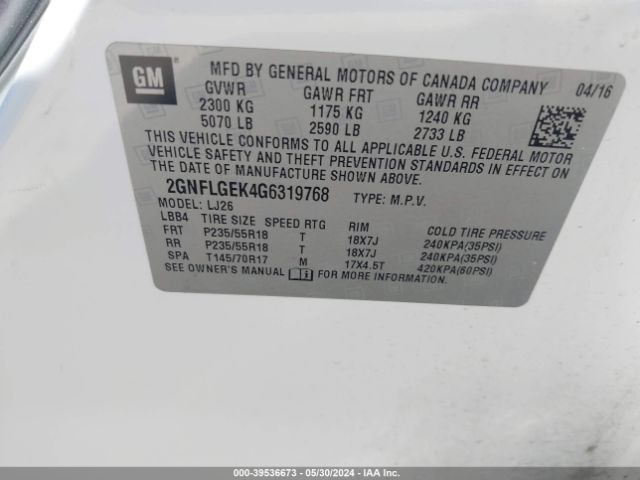 GM ®
MFD BY GENERAL MOTORS OF CANADA COMPANY 04/16
GVWR GAWR FRT GAWR RR
2300 KG 1175 KG 1240 KG
5070 LB 2590 LB 2733 LB
THIS VEHICLE CONFORMS TO ALL APPLICABLE U.S. FEDERAL MOTOR
VEHICLE SAFETY AND THEFT PREVENTION STANDARDS IN EFFECT ON
THE DATE OF MANUFACTURE SHOWN ABOVE.
2GNFLGEK4G6319768 TYPE: M.P.V.
MODEL: LJ26
LBB4 TIRE SIZE SPEED RTG RIM COLD TIRE PRESSURE
FRT P235/55R18 T 18X7J 240KPA(35PSI)
RR P235/55R18 T 18X7J 240KPA(35PSI)
SPA T145/70R17 M 17X4.5T 420KPA(60PSI)
SEE OWNER'S MANUAL i FOR MORE INFORMATION.
000-39536673 / 05/30/2024 / IAA Inc.